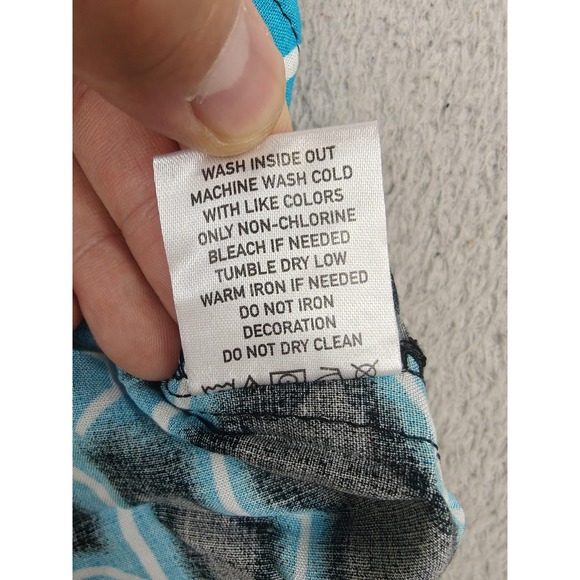 WASH INSIDE OUT
MACHINE WASH COLD
WITH LIKE COLORS
ONLY NON-CHLORINE
BLEACH IF NEEDED
TUMBLE DRY LOW
WARM IRON IF NEEDED
DO NOT IRON
DECORATION
DO NOT DRY CLEAN